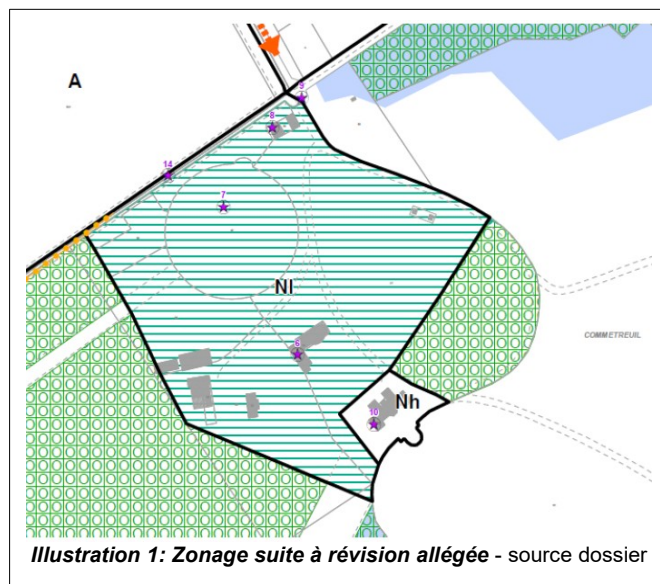 A
9
8
14
7
Nl
COMMETREUIL
6
Nh
10
Illustration 1: Zonage suite à révision allégée - source dossier